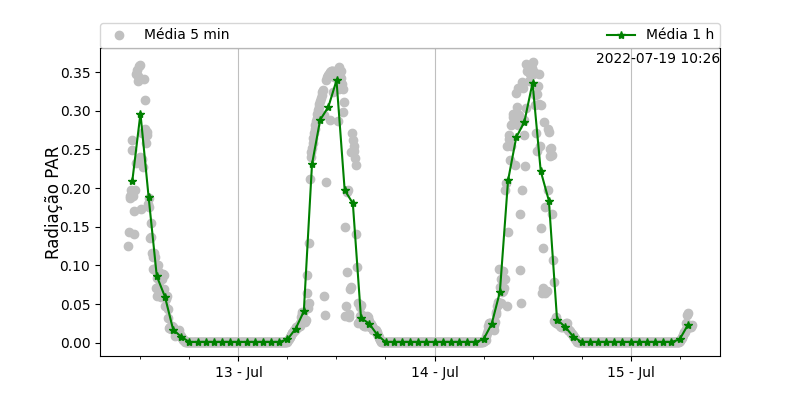 Média 5 min
Média 1 h
2022-07-19 10:26
Radiação PAR
0.35
0.30
0.25
0.20
0.15
0.10
0.05
0.00
13 - Jul
14 - Jul
15 - Jul